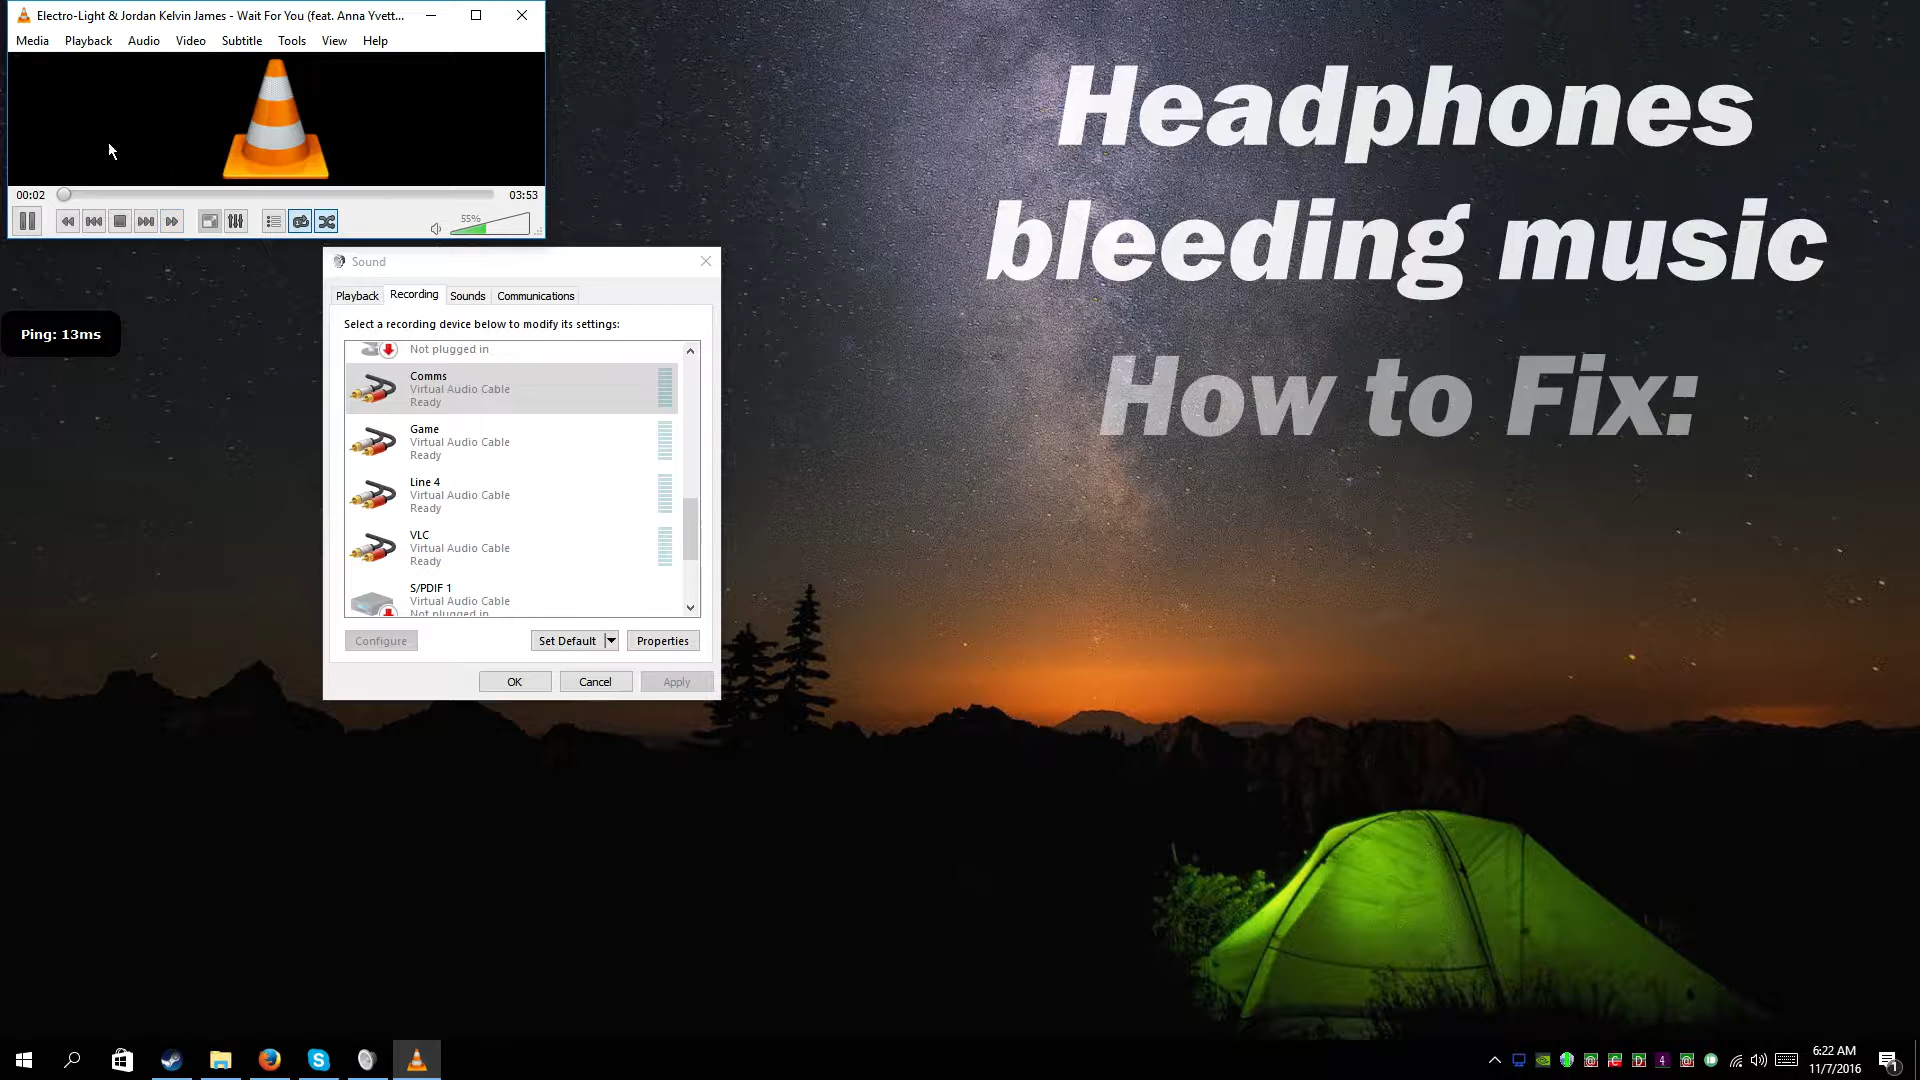 Electro-Light & Jordan Kelvin James - Wait For You (feat. Anna Yvett...
Media Playback Audio Video Subtitle Tools View Help
00:02 03:53
55%
Headphones
bleeding music
How to Fix:
Ping: 13ms
Sound
Playback Recording Sounds Communications
Select a recording device below to modify its settings:
Not plugged in
Comms
Virtual Audio Cable
Ready
Game
Virtual Audio Cable
Ready
Line 4
Virtual Audio Cable
Ready
VLC
Virtual Audio Cable
Ready
S/PDIF 1
Virtual Audio Cable
Not plugged in
Configure Set Default Properties
OK Cancel Apply
6:22 AM
11/7/2016
1